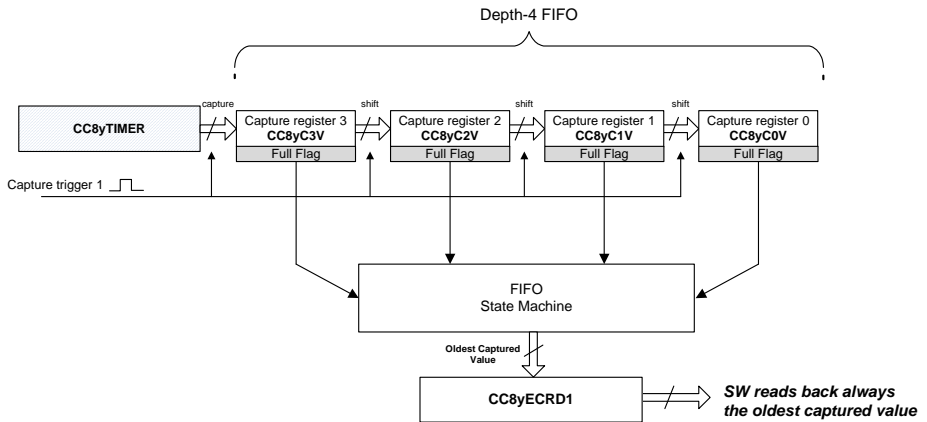 Depth-4 FIFO
capture
shift
shift
shift
CC8yTIMER
Capture register 3
CC8yC3V
Full Flag
Capture register 2
CC8yC2V
Full Flag
Capture register 1
CC8yC1V
Full Flag
Capture register 0
CC8yC0V
Full Flag
Capture trigger 1
FIFO
State Machine
Oldest Captured
Value
CC8yECRD1
SW reads back always
the oldest captured value